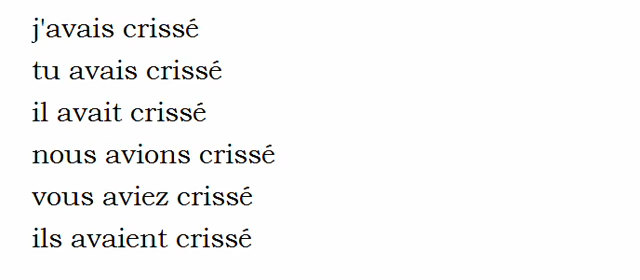 j'avais crissé
tu avais crissé
il avait crissé
nous avions crissé
vous aviez crissé
ils avaient crissé